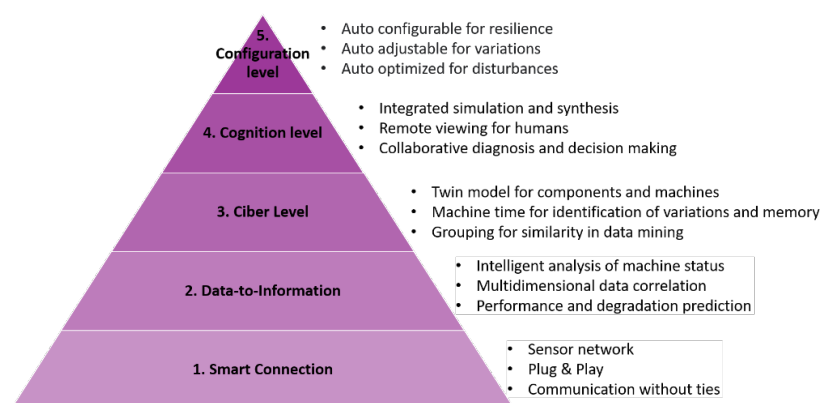 5.
Configuration
level
• Auto configurable for resilience
• Auto adjustable for variations
• Auto optimized for disturbances
4. Cognition level
• Integrated simulation and synthesis
• Remote viewing for humans
• Collaborative diagnosis and decision making
3. Ciber Level
• Twin model for components and machines
• Machine time for identification of variations and memory
• Grouping for similarity in data mining
2. Data-to-Information
• Intelligent analysis of machine status
• Multidimensional data correlation
• Performance and degradation prediction
1. Smart Connection
• Sensor network
• Plug & Play
• Communication without ties